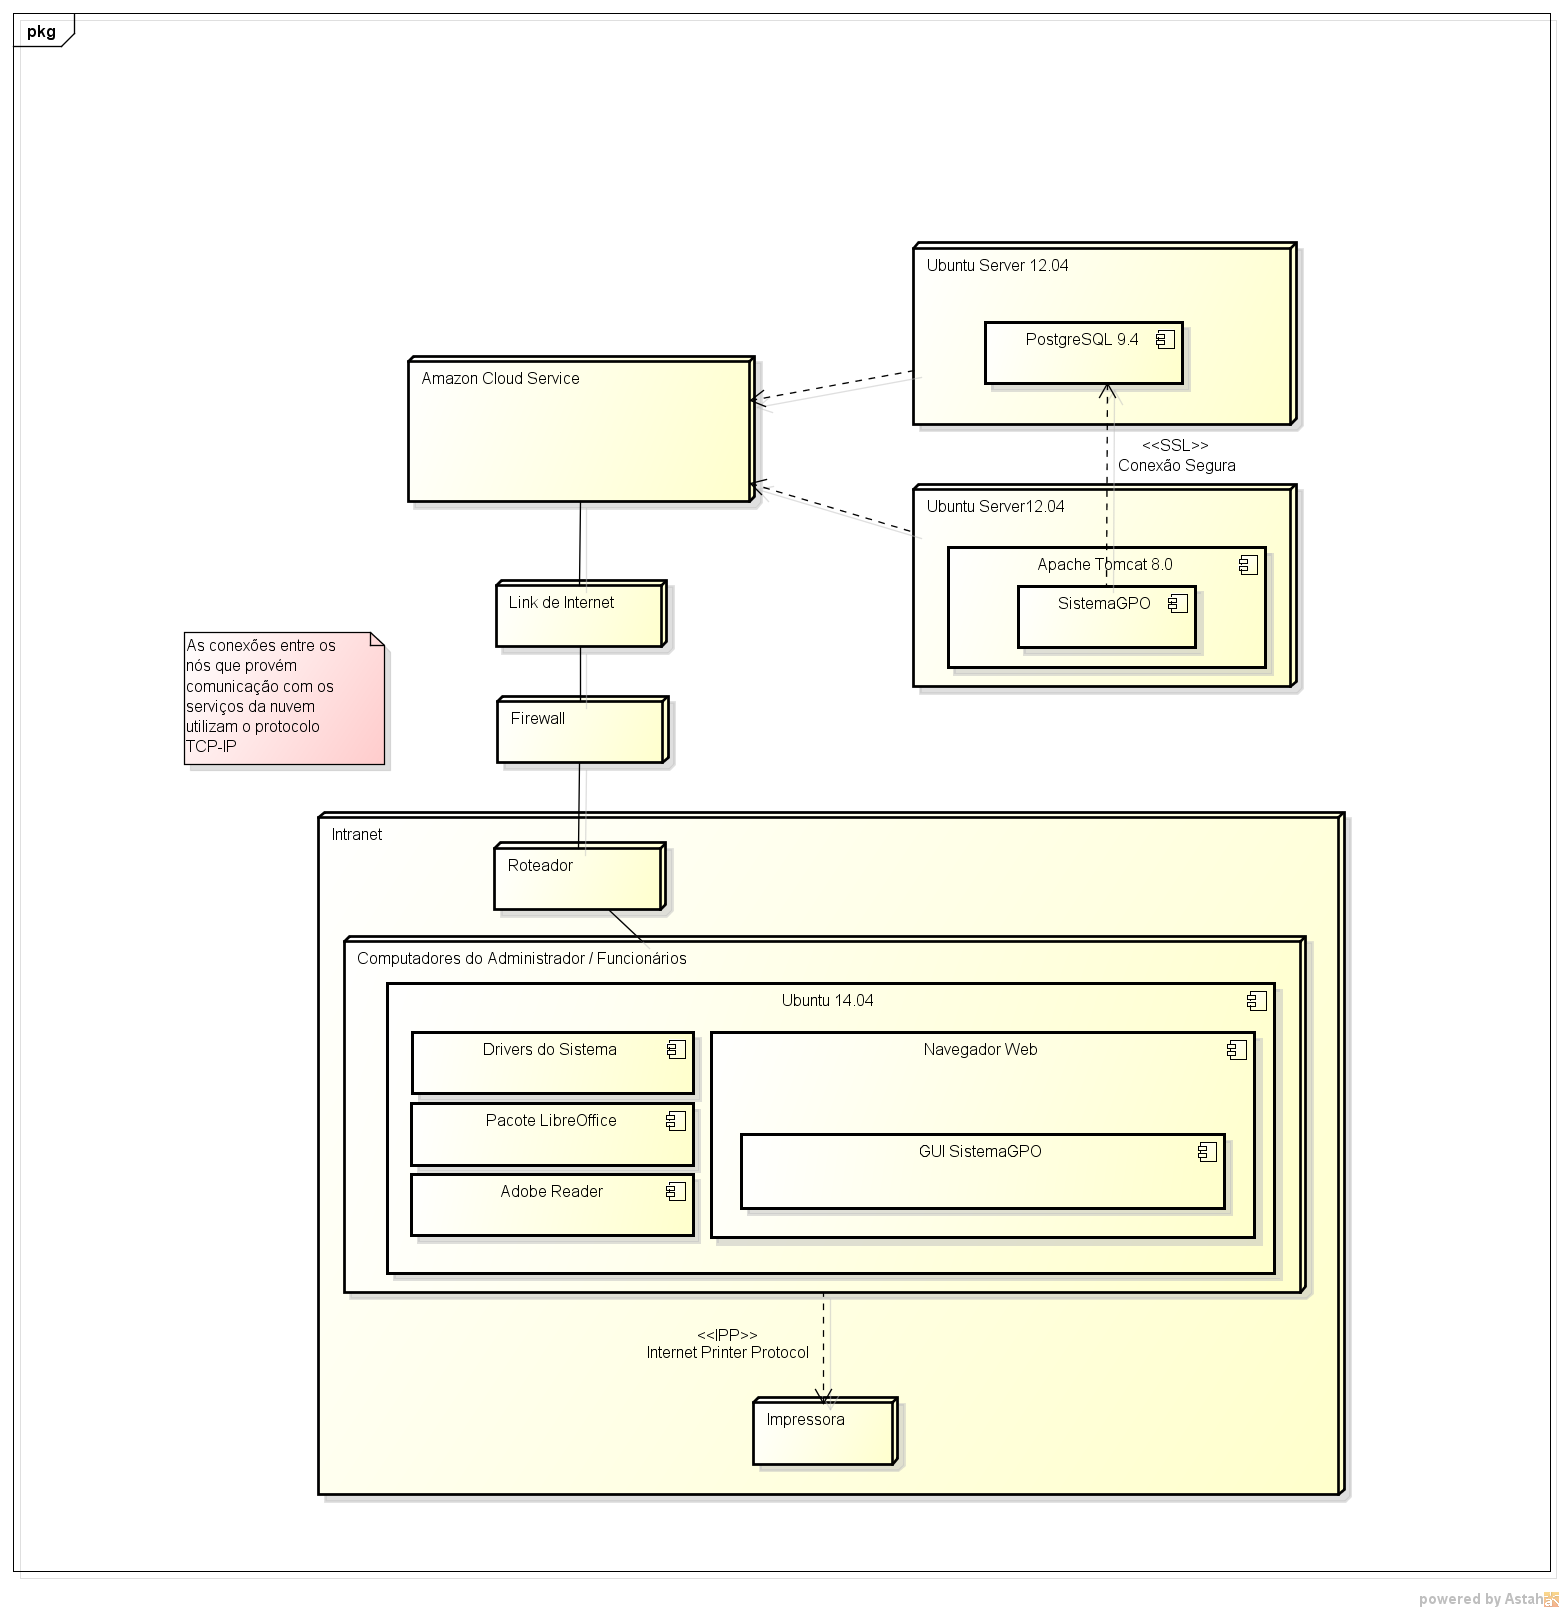 pkg
Ubuntu Server 12.04
PostgreSQL 9.4
Amazon Cloud Service
<<SSL>>
Conexão Segura
Ubuntu Server12.04
Apache Tomcat 8.0
SistemaGPO
Link de Internet
As conexões entre os
nós que provém
comunicação com os
serviços da nuvem
utilizam o protocolo
TCP-IP
Firewall
Intranet
Roteador
Computadores do Administrador / Funcionários
Ubuntu 14.04
Drivers do Sistema
Navegador Web
Pacote LibreOffice
GUI SistemaGPO
Adobe Reader
<<IPP>>
Internet Printer Protocol
Impressora
powered by Astah